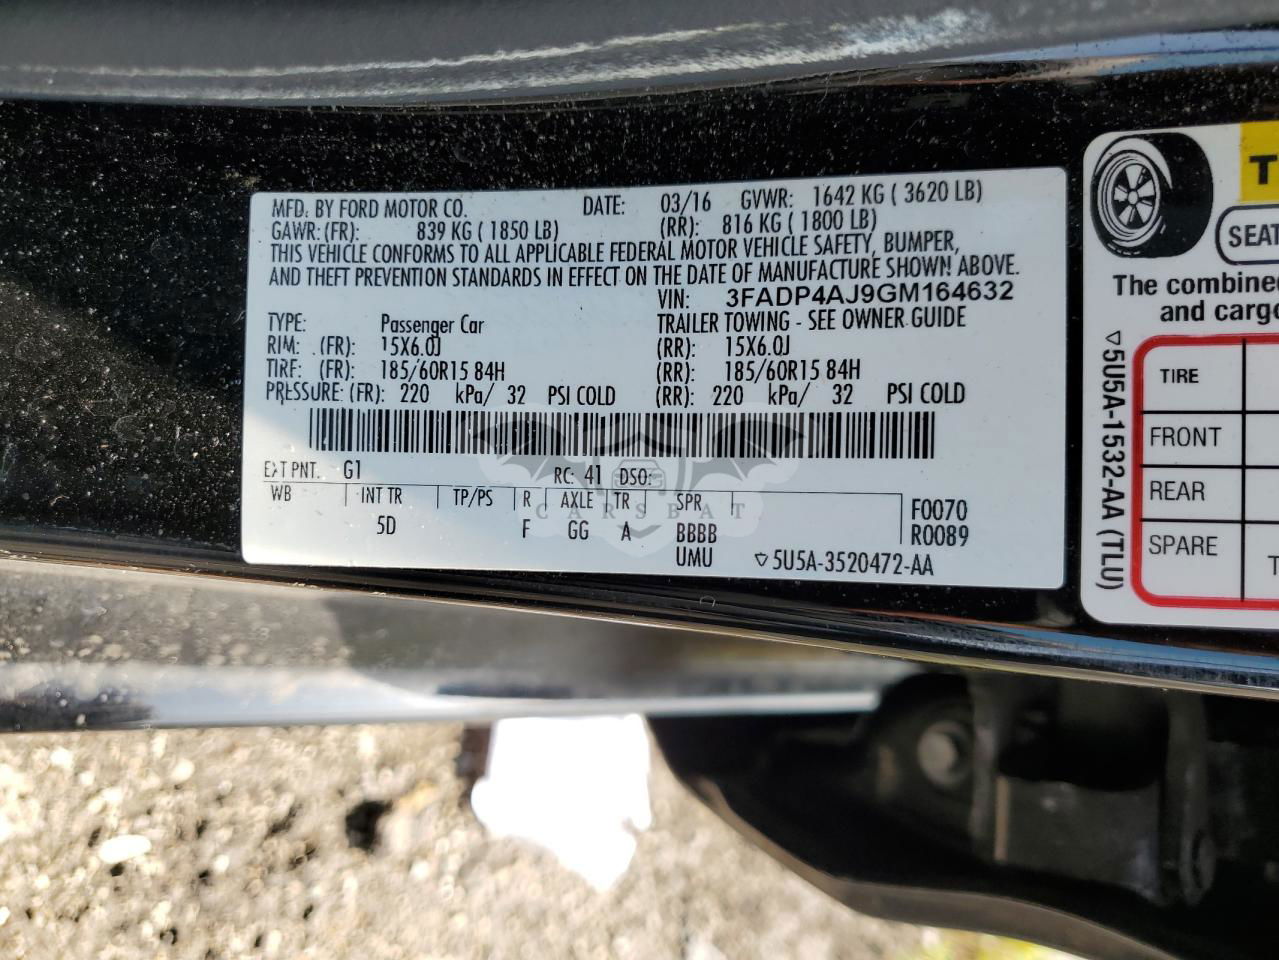 MFD. BY FORD MOTOR CO. DATE: 03/16 GVWR: 1642 KG ( 3620 LB)
GAWR: (FR): 839 KG ( 1850 LB) (RR): 816 KG ( 1800 LB)
THIS VEHICLE CONFORMS TO ALL APPLICABLE FEDERAL MOTOR VEHICLE SAFETY, BUMPER,
AND THEFT PREVENTION STANDARDS IN EFFECT ON THE DATE OF MANUFACTURE SHOWN ABOVE.
VIN: 3FADP4AJ9GM164632
TYPE: Passenger Car TRAILER TOWING - SEE OWNER GUIDE
RIM: (FR): 15X6.0J (RR): 15X6.0J
TIRE: (FR): 185/60R15 84H (RR): 185/60R15 84H
PRESSURE: (FR): 220 kPa/ 32 PSI COLD (RR): 220 kPa/ 32 PSI COLD
EXT PNT: G1 RC: 41 DSO:
WB INT TR TP/PS R AXLE TR SPR F0070
5D F GG A BBBB R0089
UMU ▽5U5A-3520472-AA
CARSBAT
T
SEAT
The combined
and cargo
▽5U5A-1532-AA (TLU)
TIRE
FRONT
REAR
SPARE
T